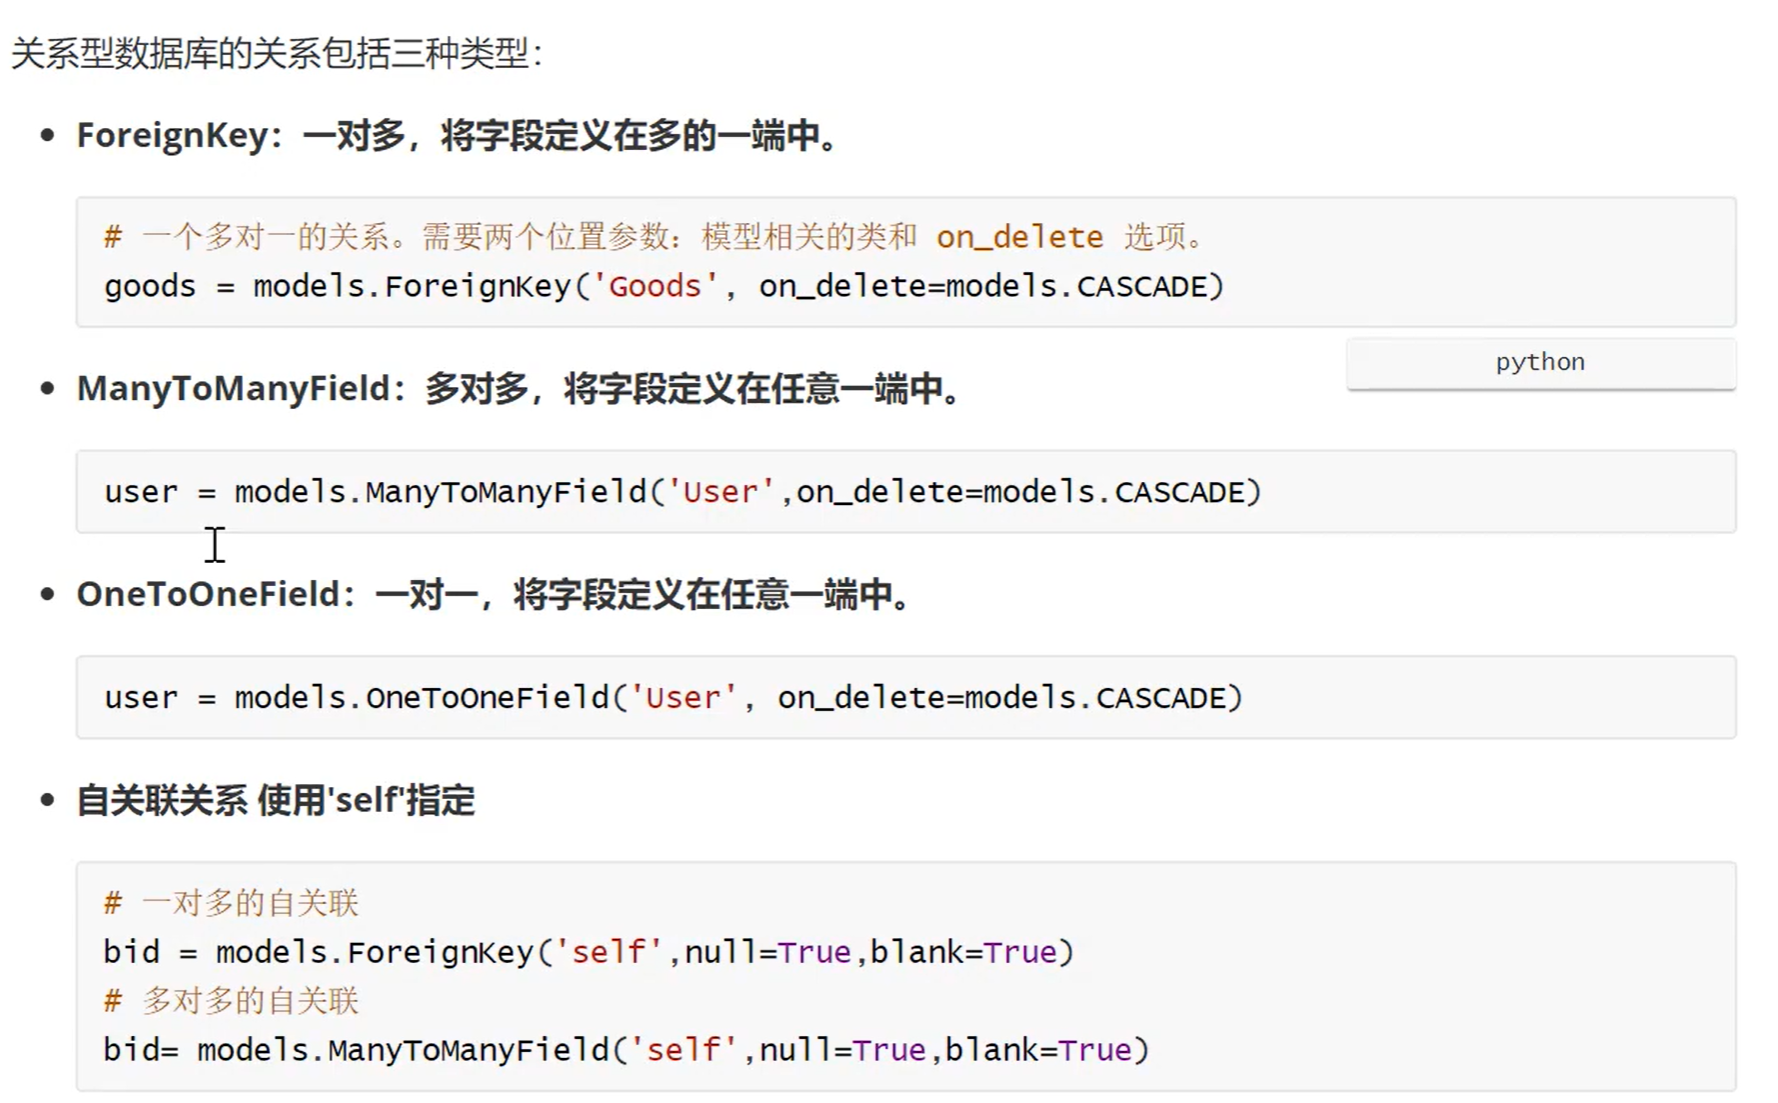 关系型数据库的关系包括三种类型：
ForeignKey：一对多，将字段定义在多的一端中。
# 一个多对一的关系。需要两个位置参数：模型相关的类和 on_delete 选项。
goods = models.ForeignKey('Goods', on_delete=models.CASCADE)
python
ManyToManyField：多对多，将字段定义在任意一端中。
user = models.ManyToManyField('User',on_delete=models.CASCADE)
OneToOneField：一对一，将字段定义在任意一端中。
user = models.OneToOneField('User', on_delete=models.CASCADE)
自关联关系 使用'self'指定
# 一对多的自关联
bid = models.ForeignKey('self',null=True,blank=True)
# 多对多的自关联
bid= models.ManyToManyField('self',null=True,blank=True)